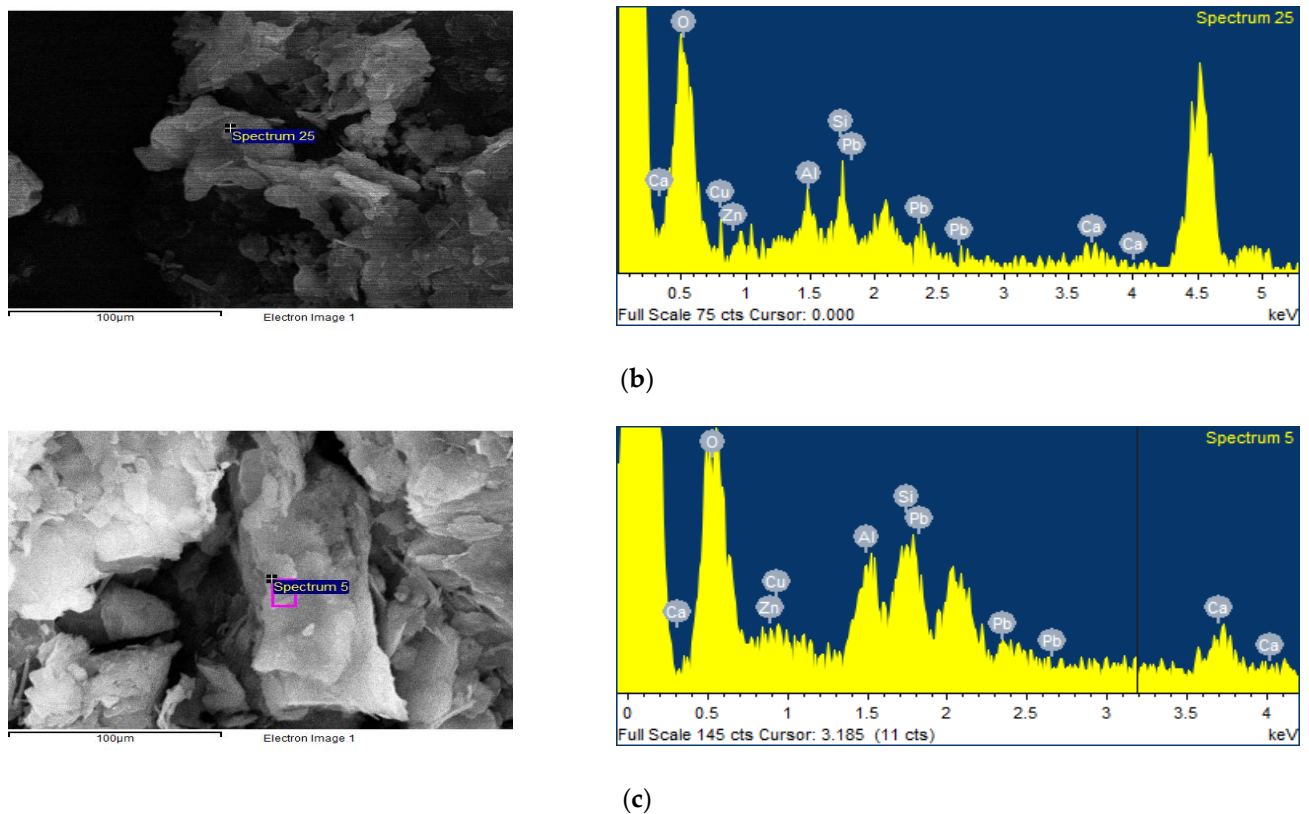 Spectrum 25
100µm Electron Image 1
Spectrum 25
O
Si
Pb
Al
Ca
Cu
Zn
Pb
Pb
Ca
Ca
0.5 1 1.5 2 2.5 3 3.5 4 4.5 5
Full Scale 75 cts Cursor: 0.000 keV
(b)
Spectrum 5
100µm Electron Image 1
Spectrum 5
O
Si
Pb
Al
Cu
Zn
Ca
Pb
Pb
Ca
Ca
0 0.5 1 1.5 2 2.5 3 3.5 4
Full Scale 145 cts Cursor: 3.185 (11 cts) keV
(c)